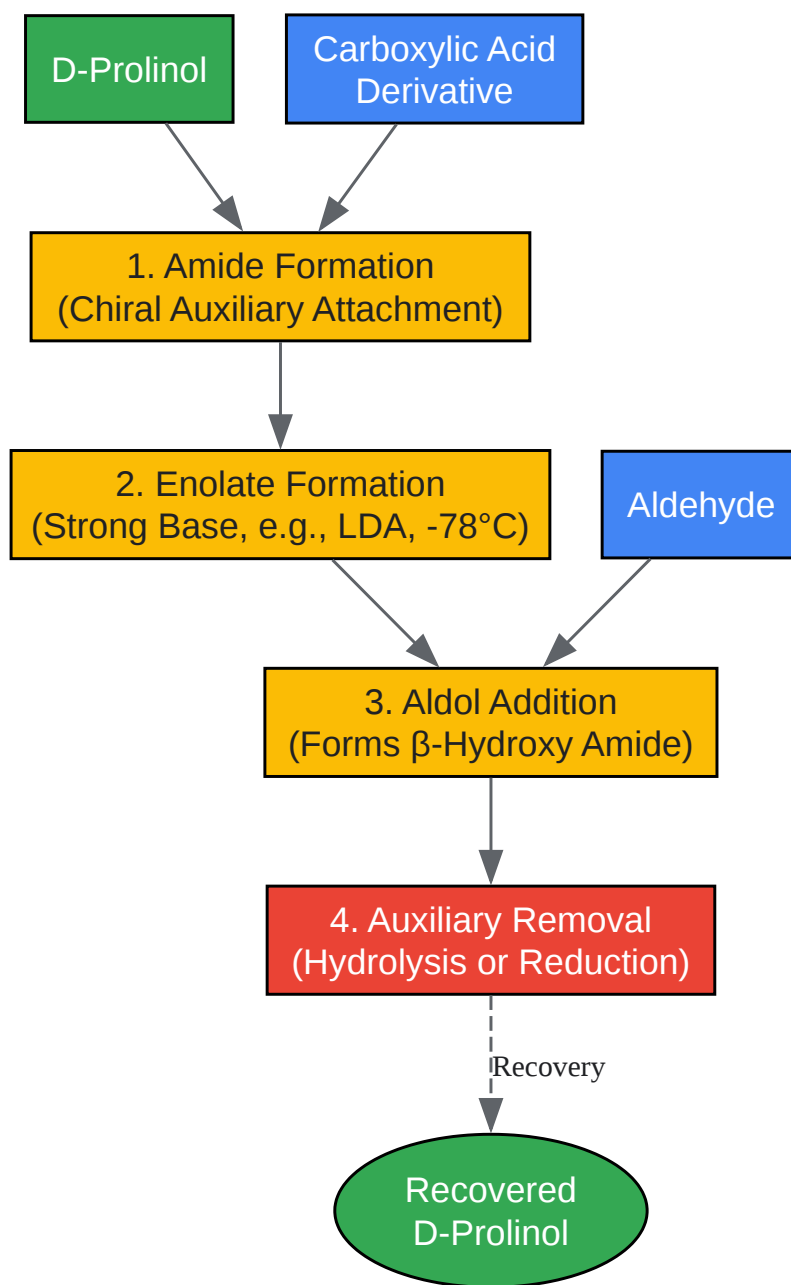 D-Prolinol
Carboxylic Acid
Derivative
1. Amide Formation
(Chiral Auxiliary Attachment)
2. Enolate Formation
(Strong Base, e.g., LDA, -78°C)
Aldehyde
3. Aldol Addition
(Forms β-Hydroxy Amide)
4. Auxiliary Removal
(Hydrolysis or Reduction)
Recovery
Recovered
D-Prolinol